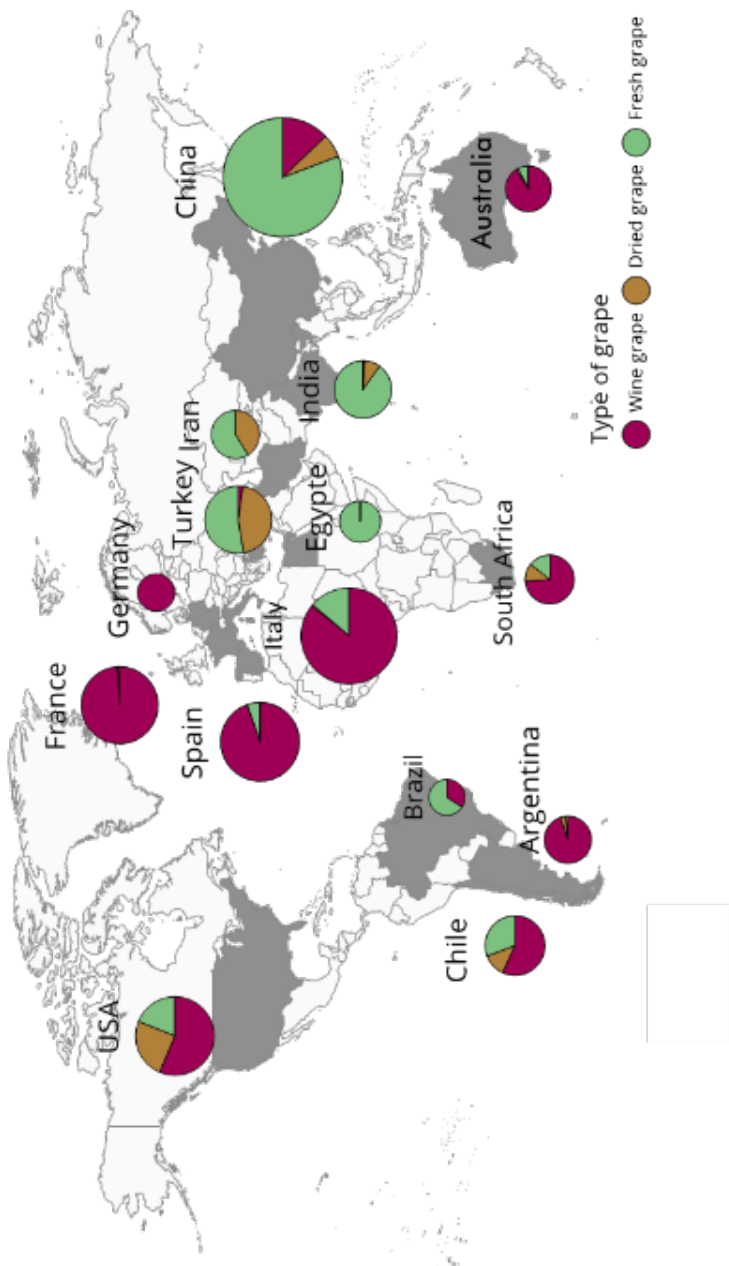 USA
France
Spain
Germany
Italy
Turkey
Iran
China
India
Egypte
South Africa
Australia
Brazil
Chile
Argentina
Type of grape
Wine grape
Dried grape
Fresh grape